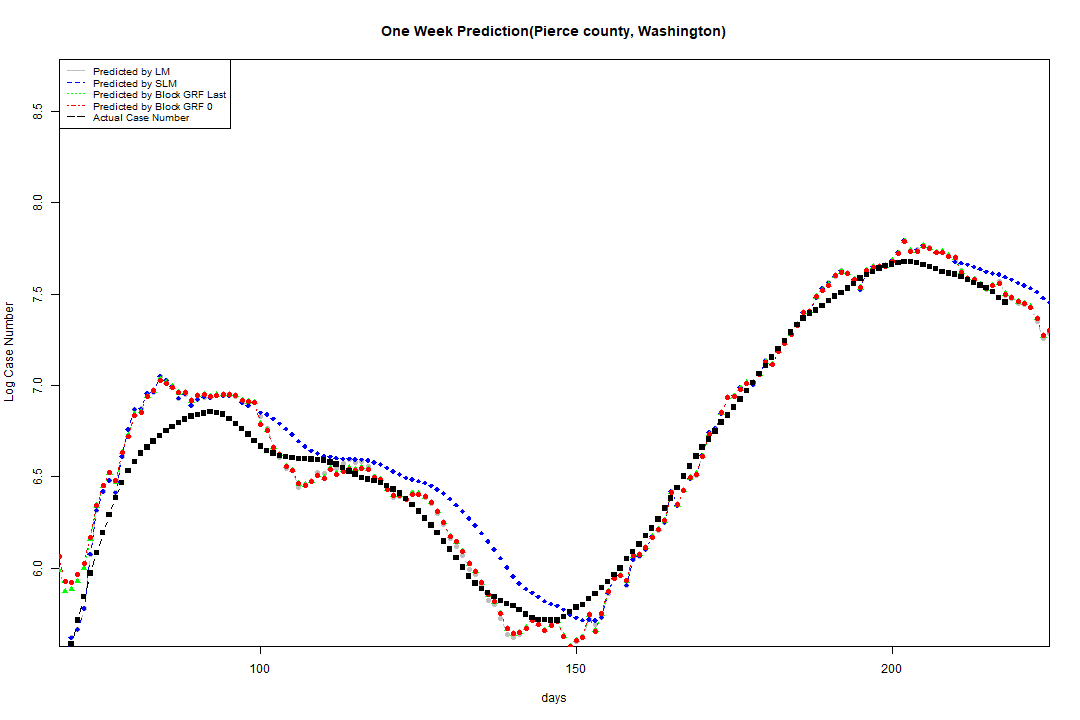 One Week Prediction(Pierce county, Washington)
Predicted by LM
Predicted by SLM
Predicted by Block GRF Last
Predicted by Block GRF 0
Actual Case Number
8.5
8.0
7.5
7.0
6.5
6.0
Log Case Number
100 150 200
days